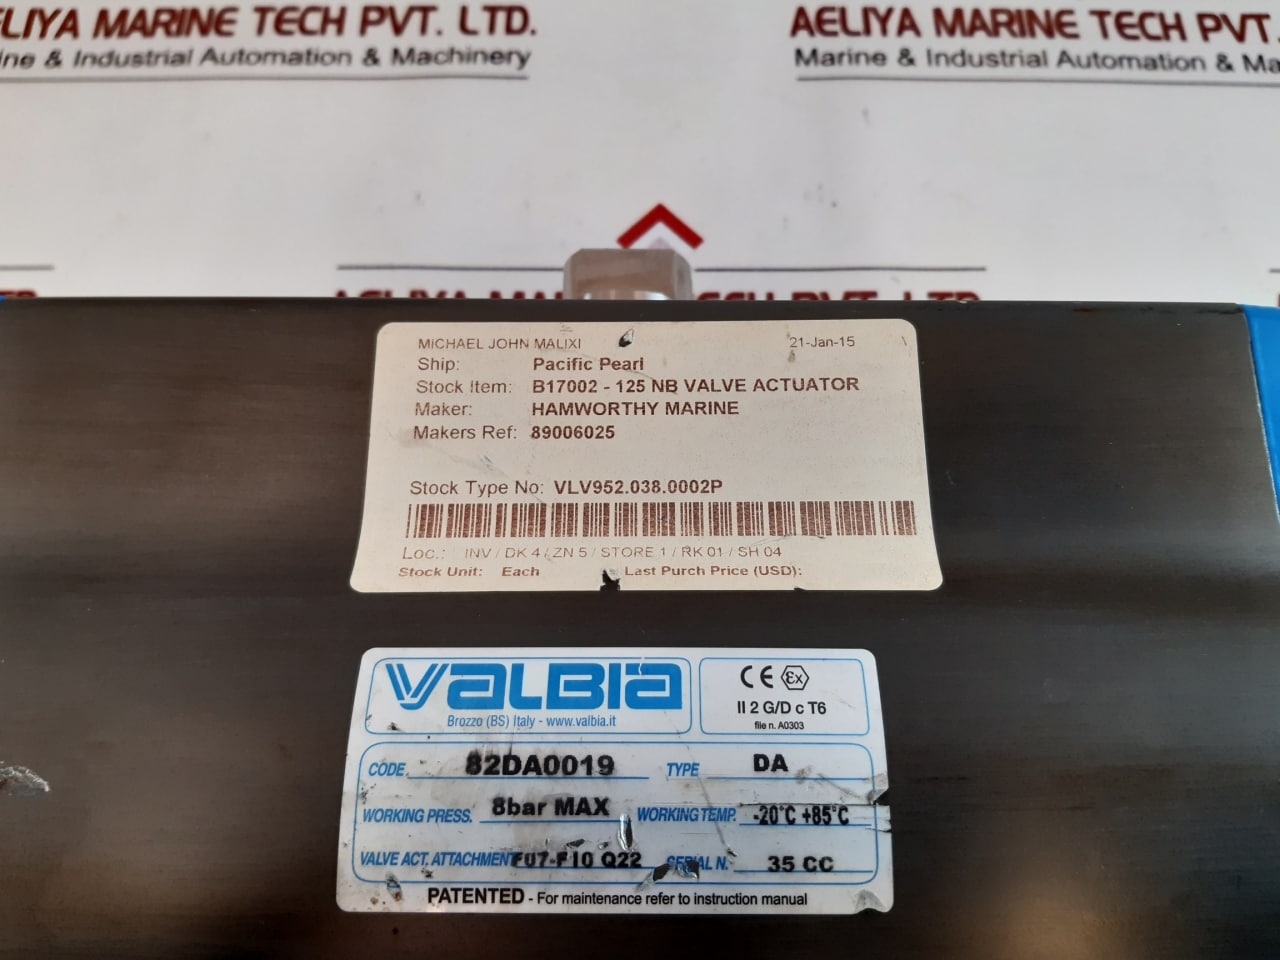 AELIYA MARINE TECH PVT. LTD.
Marine & Industrial Automation & Machinery
AELIYA MARINE TECH PVT.
Marine & Industrial Automation & Ma
AELIYA MA
PVT. LTD.
MICHAEL JOHN MALIXI 21-Jan-15
Ship: Pacific Pearl
Stock Item: B17002 - 125 NB VALVE ACTUATOR
Maker: HAMWORTHY MARINE
Makers Ref: 89006025
Stock Type No: VLV952.038.0002P
Loc.: INV / DK 4 / ZN 5 / STORE 1 / RK 01 / SH 04
Stock Unit: Each Last Purch Price (USD):
VALBIA
Brozzo (BS) Italy - www.valbia.it
CE Ex
II 2 G/D c T6
file n. A0303
CODE 82DA0019 TYPE DA
WORKING PRESS. 8bar MAX WORKING TEMP. -20°C +85°C
VALVE ACT. ATTACHMENT F07-F10 Q22 SERIAL N. 35 CC
PATENTED - For maintenance refer to instruction manual